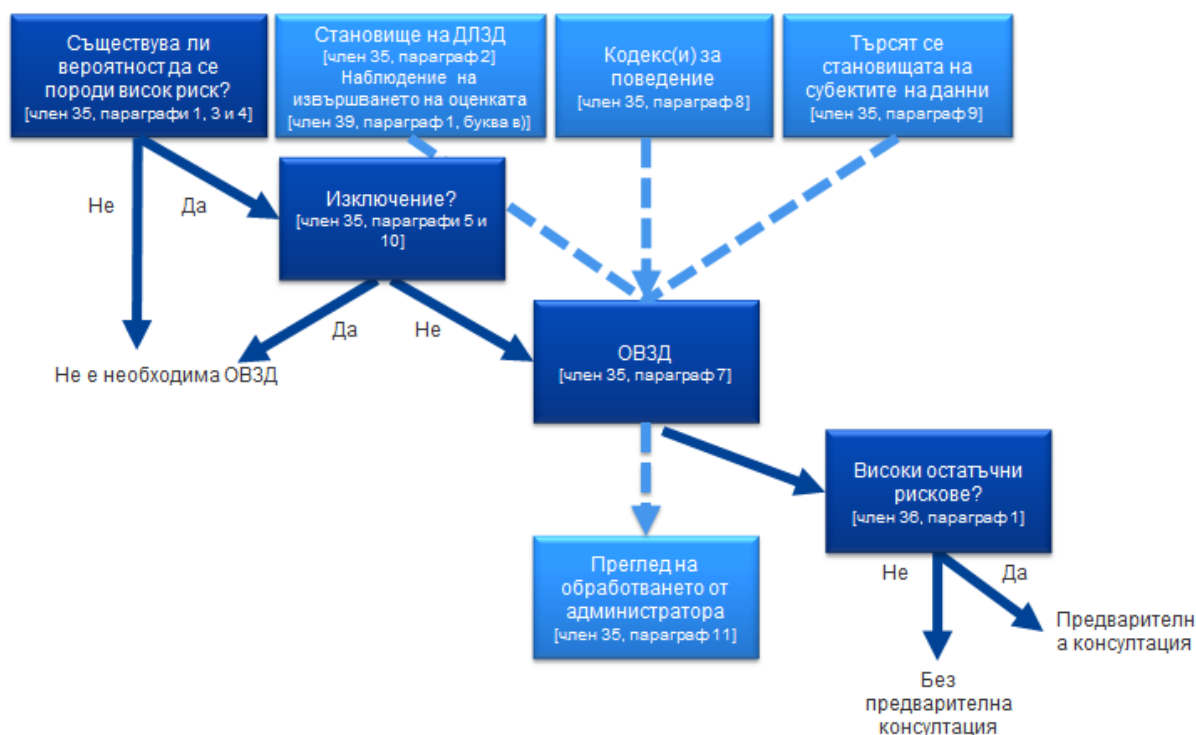 Съществува ли
вероятност да се
породи висок риск?
[член 35, параграфи 1, 3 и 4]
Становище на ДЛЗД
[член 35, параграф 2]
Наблюдение на
извършването на оценката
[член 39, параграф 1, буква в)]
Кодекс(и) за
поведение
[член 35, параграф 8]
Търсят се
становищата на
субектите на данни
[член 35, параграф 9]
Не
Да
Изключение?
[член 35, параграфи 5 и
10]
Да
Не
Не е необходима ОВЗД
ОВЗД
[член 35, параграф 7]
Високи остатъчни
рискове?
[член 36, параграф 1]
Преглед на
обработването от
администратора
[член 35, параграф 11]
Не
Да
Предварителн
а консултация
Без
предварителна
консултация